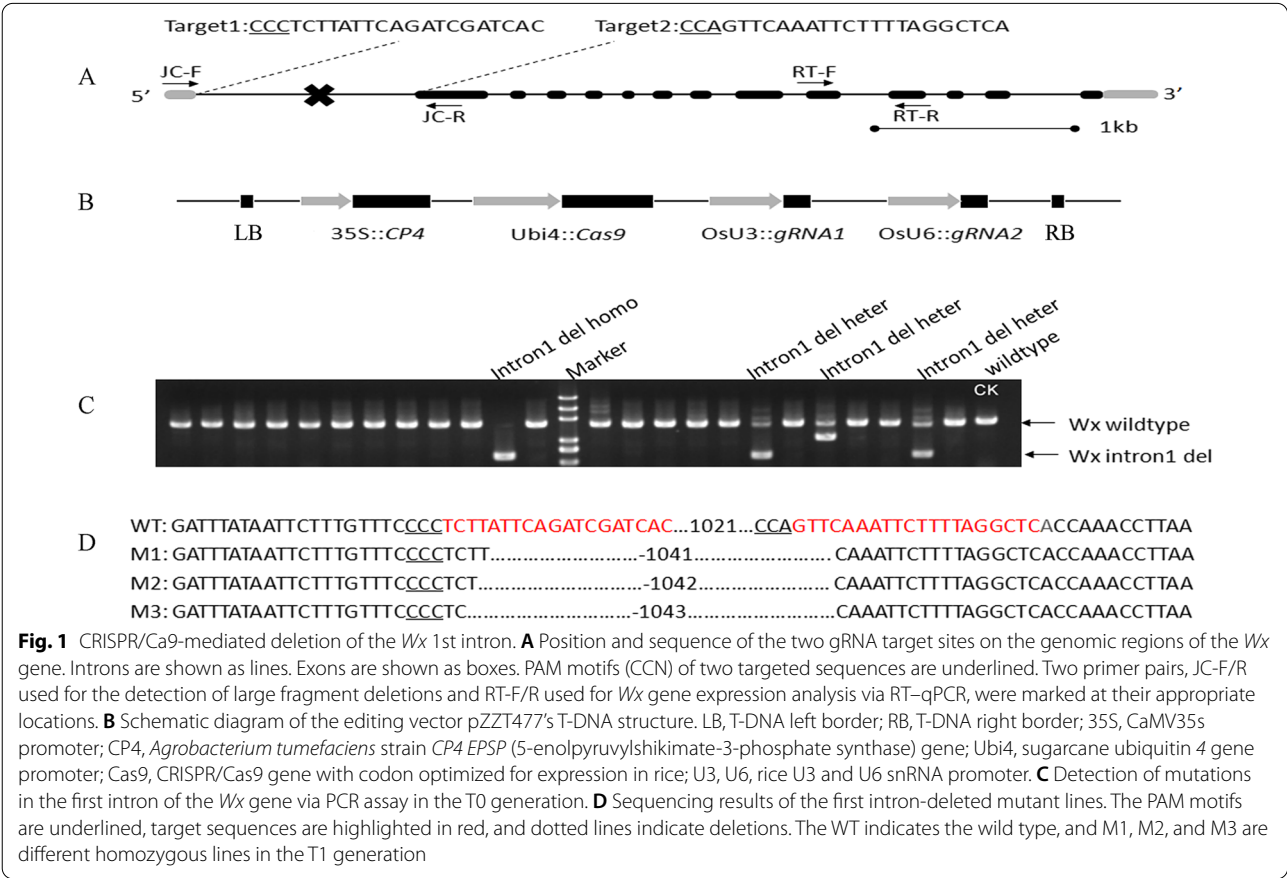 Target1:CCCTCTTATTCAGATCGATCAC Target2:CCAGTTCAAATTCTTTTAGGCTCA
A
JC-F
RT-F
5′
3′
JC-R
RT-R
1kb
B
LB
35S::CP4
Ubi4::Cas9
OsU3::gRNA1
OsU6::gRNA2
RB
Intron1 del homo
Marker
Intron1 del heter
Intron1 del heter
Intron1 del heter
wildtype
CK
C
Wx wildtype
Wx intron1 del
D
WT: GATTTATAATTCTTTGTTTCCCCTCTTATTCAGATCGATCAC...1021...CCAGTTCAAATTCTTTTAGGCTCACCAAACCTTAA
M1: GATTTATAATTCTTTGTTTCCCCTCTT........................-1041........................CAAATTCTTTTAGGCTCACCAAACCTTAA
M2: GATTTATAATTCTTTGTTTCCCCTCT..........................-1042........................CAAATTCTTTTAGGCTCACCAAACCTTAA
M3: GATTTATAATTCTTTGTTTCCCCTC..........................-1043..........................CAAATTCTTTTAGGCTCACCAAACCTTAA
Fig. 1 CRISPR/Ca9-mediated deletion of the Wx 1st intron. A Position and sequence of the two gRNA target sites on the genomic regions of the Wx
gene. Introns are shown as lines. Exons are shown as boxes. PAM motifs (CCN) of two targeted sequences are underlined. Two primer pairs, JC-F/R
used for the detection of large fragment deletions and RT-F/R used for Wx gene expression analysis via RT–qPCR, were marked at their appropriate
locations. B Schematic diagram of the editing vector pZZT477's T-DNA structure. LB, T-DNA left border; RB, T-DNA right border; 35S, CaMV35s
promoter; CP4, Agrobacterium tumefaciens strain CP4 EPSP (5-enolpyruvylshikimate-3-phosphate synthase) gene; Ubi4, sugarcane ubiquitin 4 gene
promoter; Cas9, CRISPR/Cas9 gene with codon optimized for expression in rice; U3, U6, rice U3 and U6 snRNA promoter. C Detection of mutations
in the first intron of the Wx gene via PCR assay in the T0 generation. D Sequencing results of the first intron-deleted mutant lines. The PAM motifs
are underlined, target sequences are highlighted in red, and dotted lines indicate deletions. The WT indicates the wild type, and M1, M2, and M3 are
different homozygous lines in the T1 generation